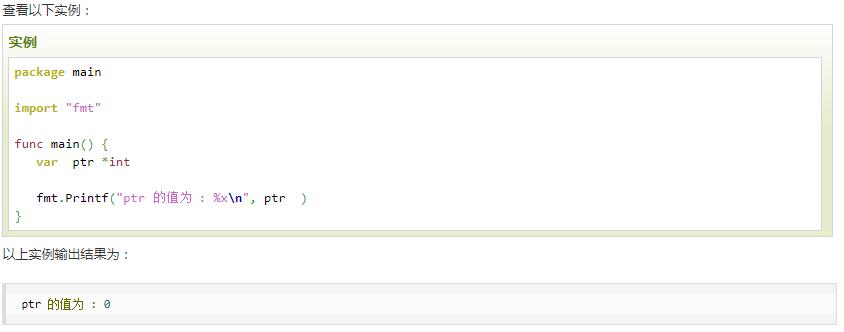 查看以下实例：
实例
package main
import "fmt"
func main() {
   var  ptr *int
   fmt.Printf("ptr 的值为 : %x\n", ptr  )
}
以上实例输出结果为：
ptr 的值为 : 0